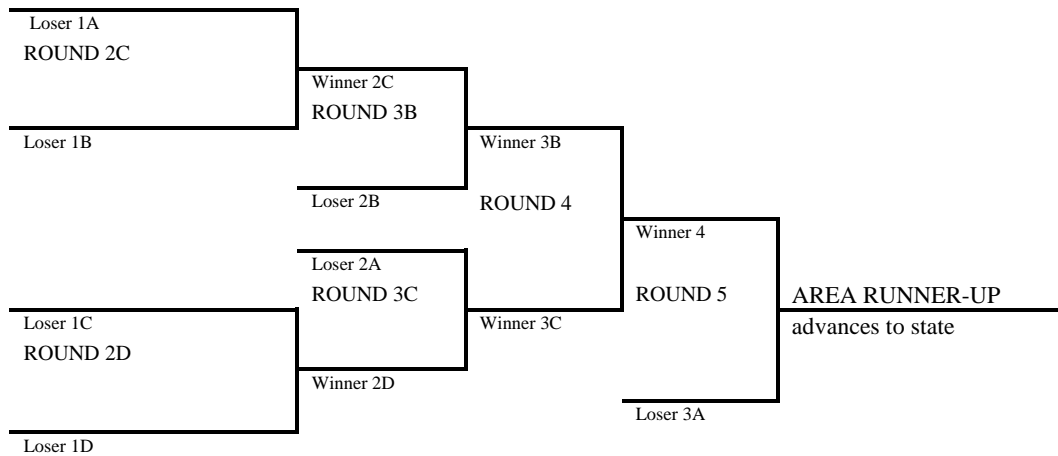 Loser 1A
ROUND 2C
Winner 2C
ROUND 3B
Loser 1B
Winner 3B
Loser 2B
ROUND 4
Winner 4
Loser 2A
ROUND 3C
ROUND 5
AREA RUNNER-UP
advances to state
Loser 1C
Winner 3C
ROUND 2D
Winner 2D
Loser 3A
Loser 1D